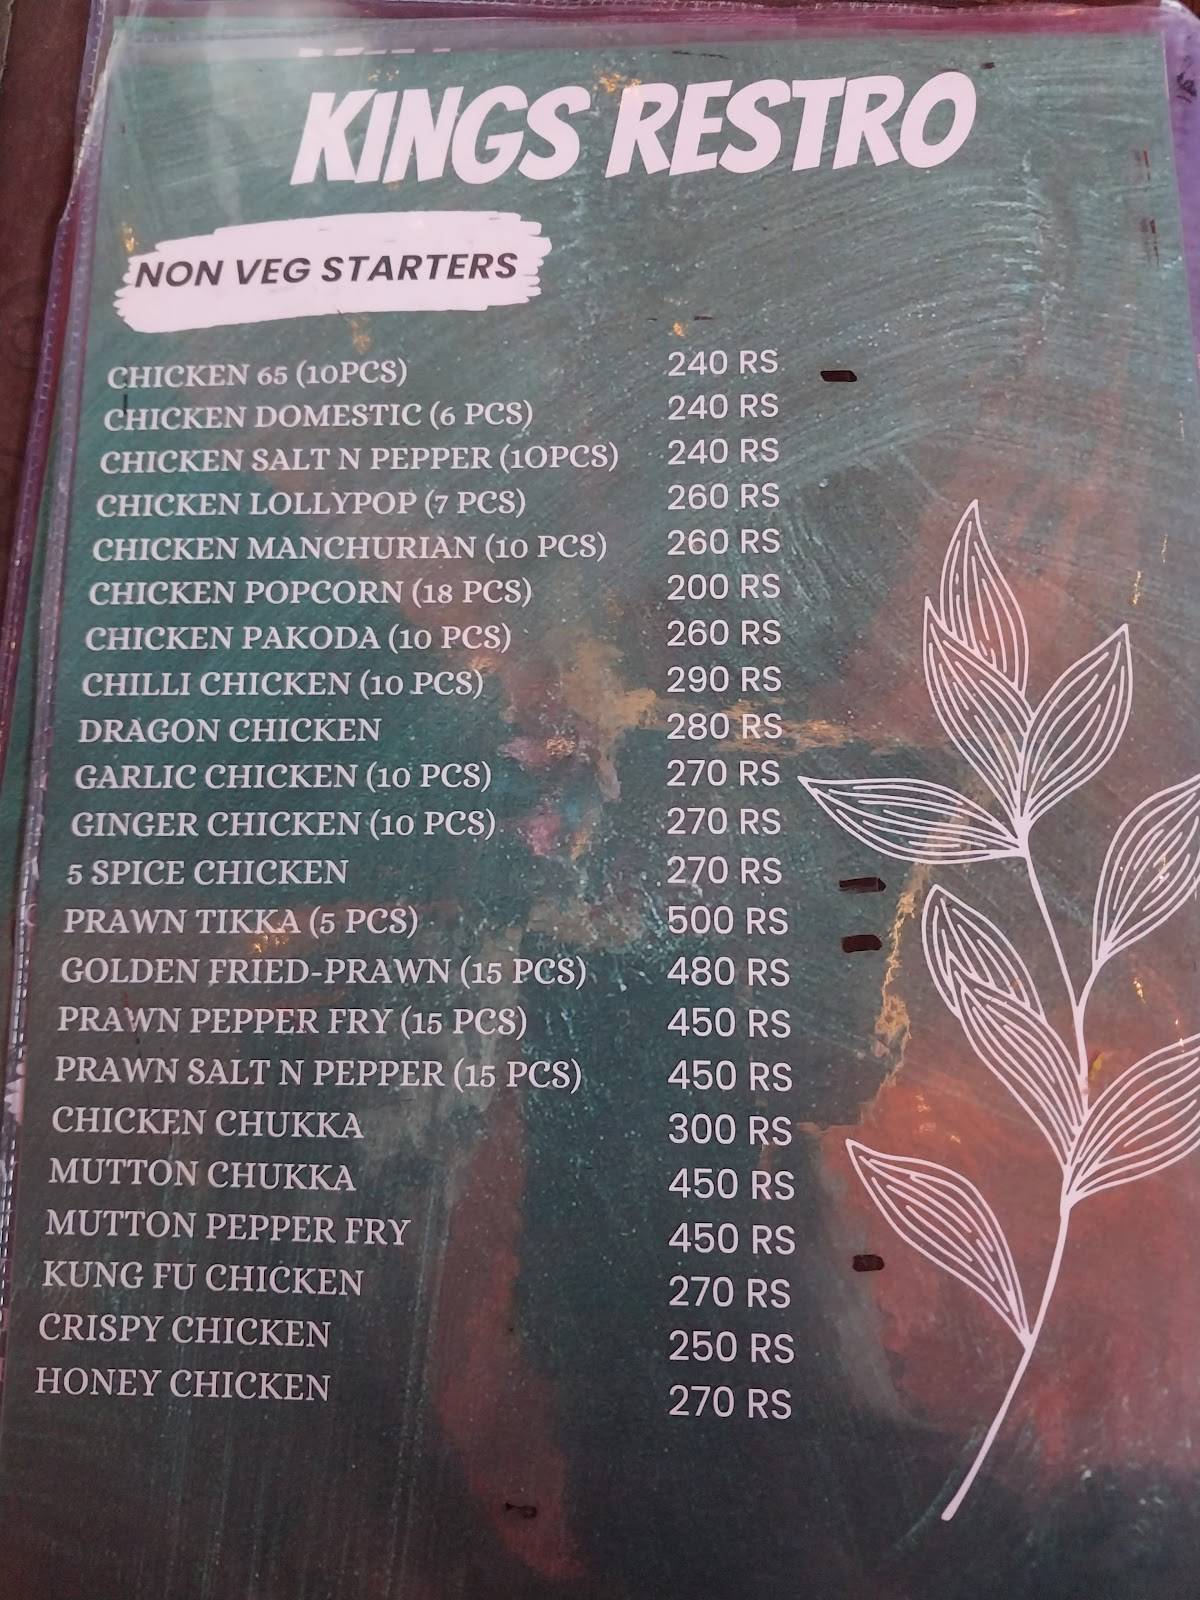 KINGS RESTRO
NON VEG STARTERS
CHICKEN 65 (10PCS) 240 RS
CHICKEN DOMESTIC (6 PCS) 240 RS
CHICKEN SALT N PEPPER (10PCS) 240 RS
CHICKEN LOLLYPOP (7 PCS) 260 RS
CHICKEN MANCHURIAN (10 PCS) 260 RS
CHICKEN POPCORN (18 PCS) 200 RS
CHICKEN PAKODA (10 PCS) 260 RS
CHILLI CHICKEN (10 PCS) 290 RS
DRAGON CHICKEN 280 RS
GARLIC CHICKEN (10 PCS) 270 RS
GINGER CHICKEN (10 PCS) 270 RS
5 SPICE CHICKEN 270 RS
PRAWN TIKKA (5 PCS) 500 RS
GOLDEN FRIED-PRAWN (15 PCS) 480 RS
PRAWN PEPPER FRY (15 PCS) 450 RS
PRAWN SALT N PEPPER (15 PCS) 450 RS
CHICKEN CHUKKA 300 RS
MUTTON CHUKKA 450 RS
MUTTON PEPPER FRY 450 RS
KUNG FU CHICKEN 270 RS
CRISPY CHICKEN 250 RS
HONEY CHICKEN 270 RS